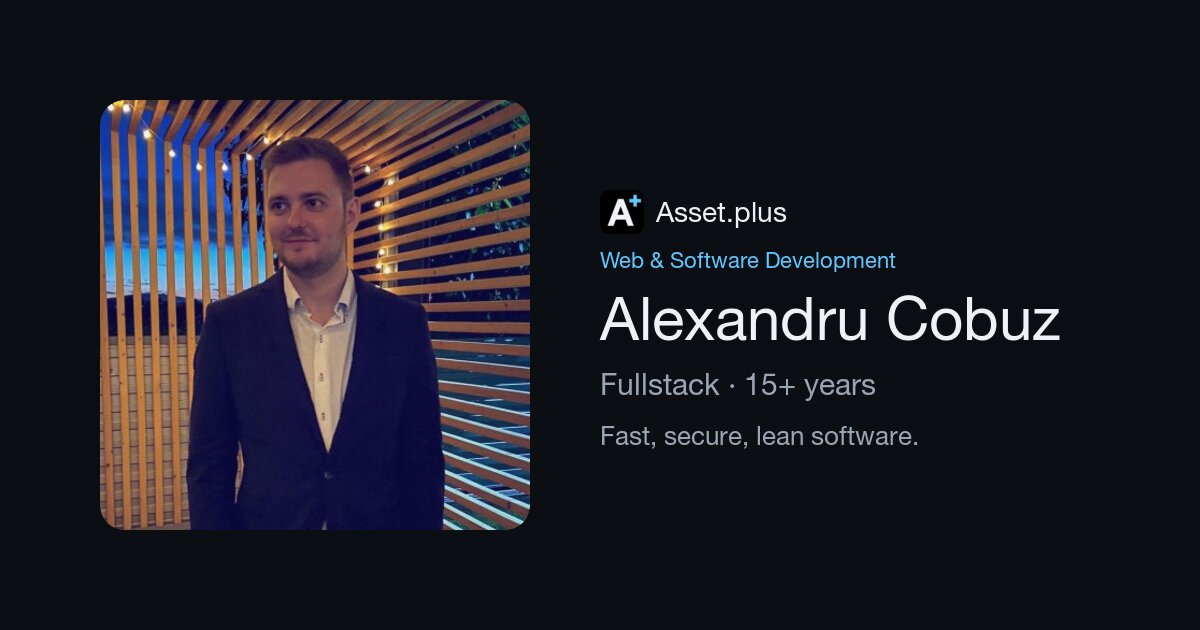 A+ Asset.plus
Web & Software Development
Alexandru Cobuz
Fullstack · 15+ years
Fast, secure, lean software.